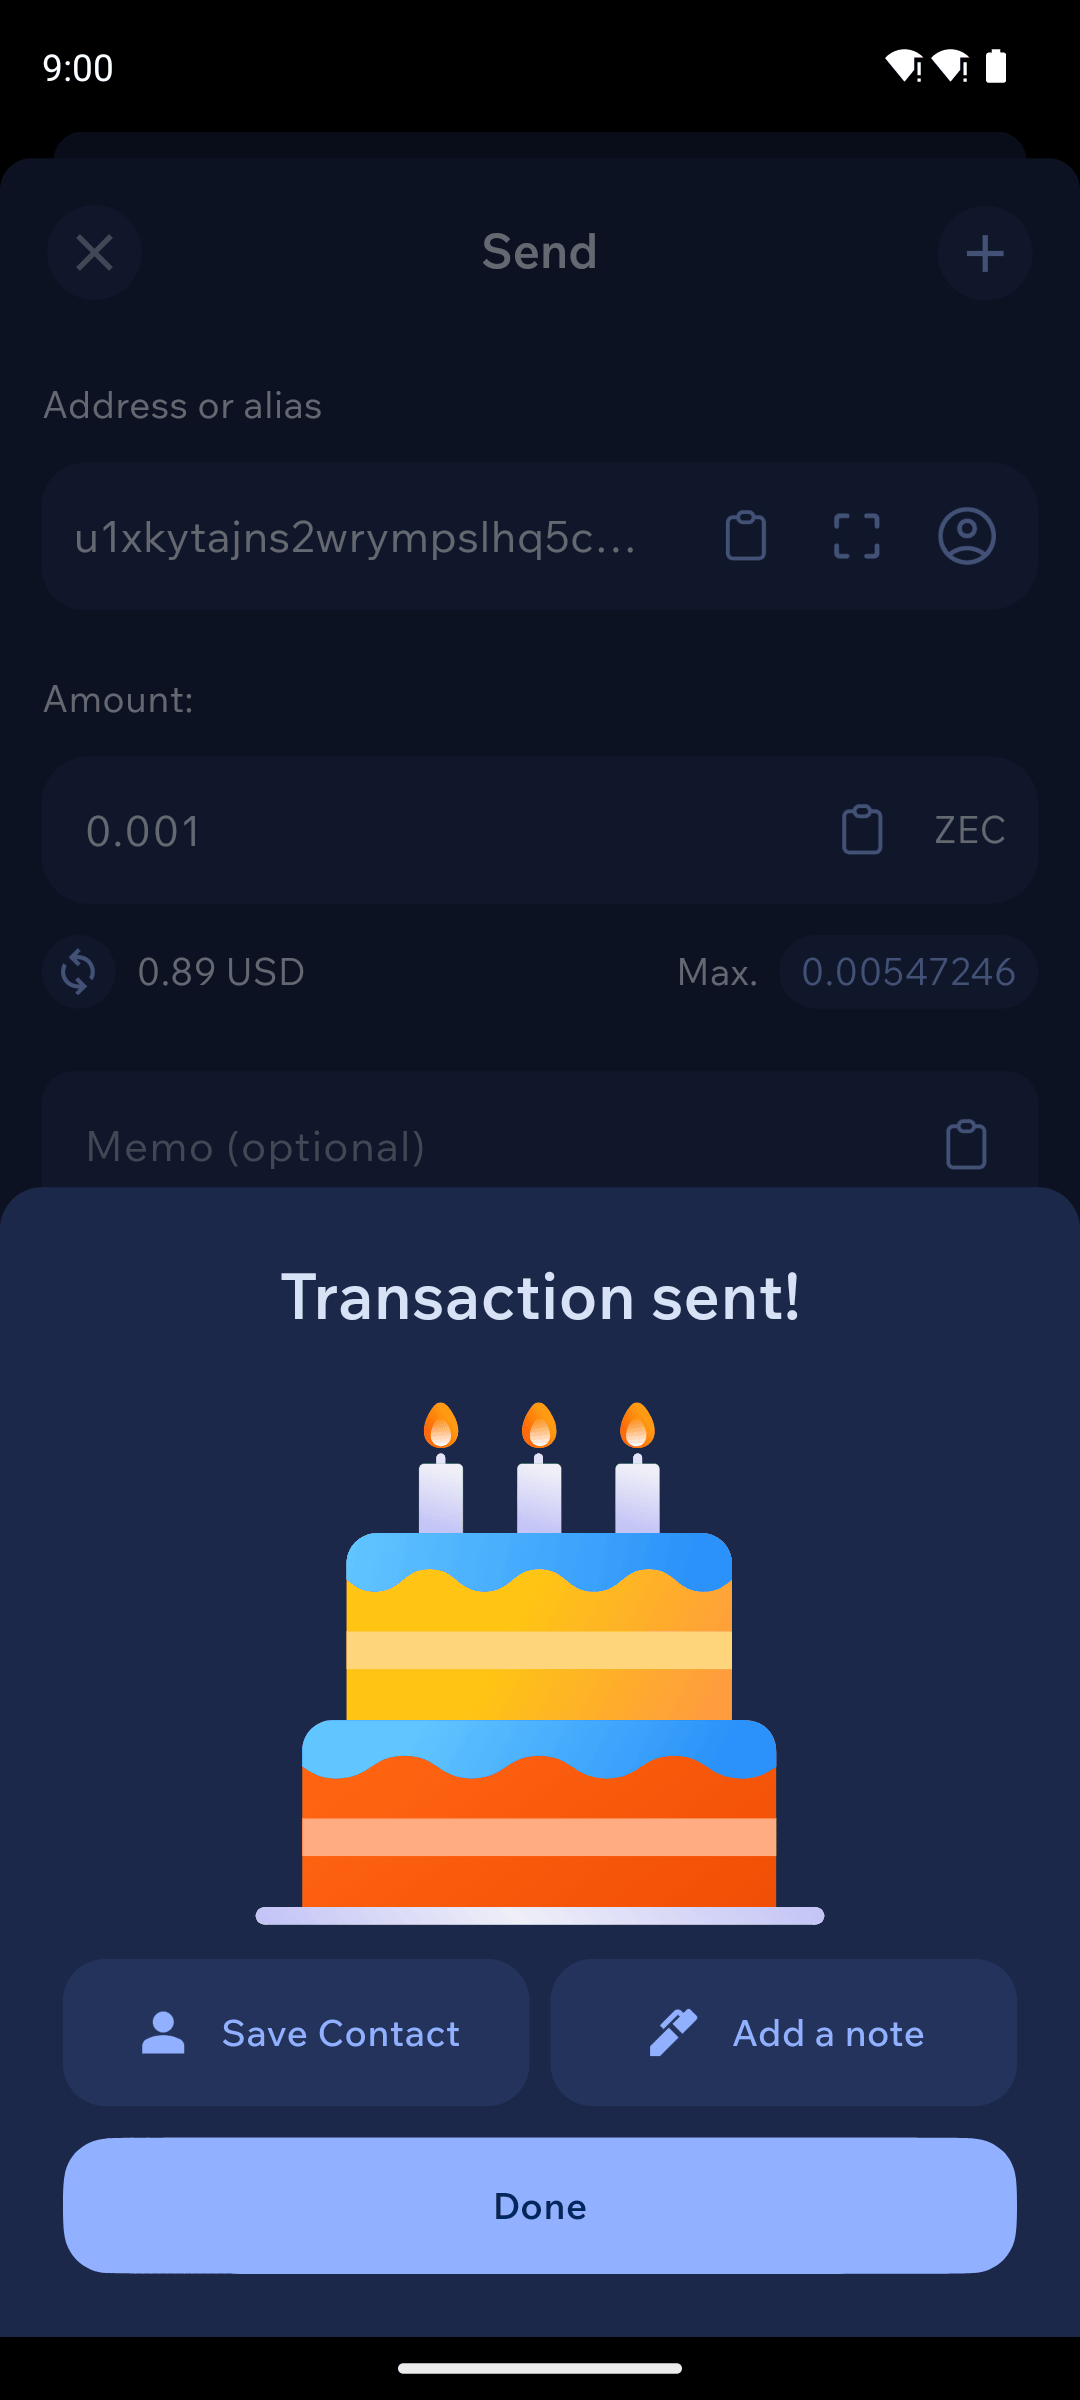 9:00
Send
Address or alias
u1xkytajns2wrympslhq5c...
Amount:
0.001
ZEC
0.89 USD
Max. 0.00547246
Memo (optional)
Transaction sent!
Save Contact
Add a note
Done